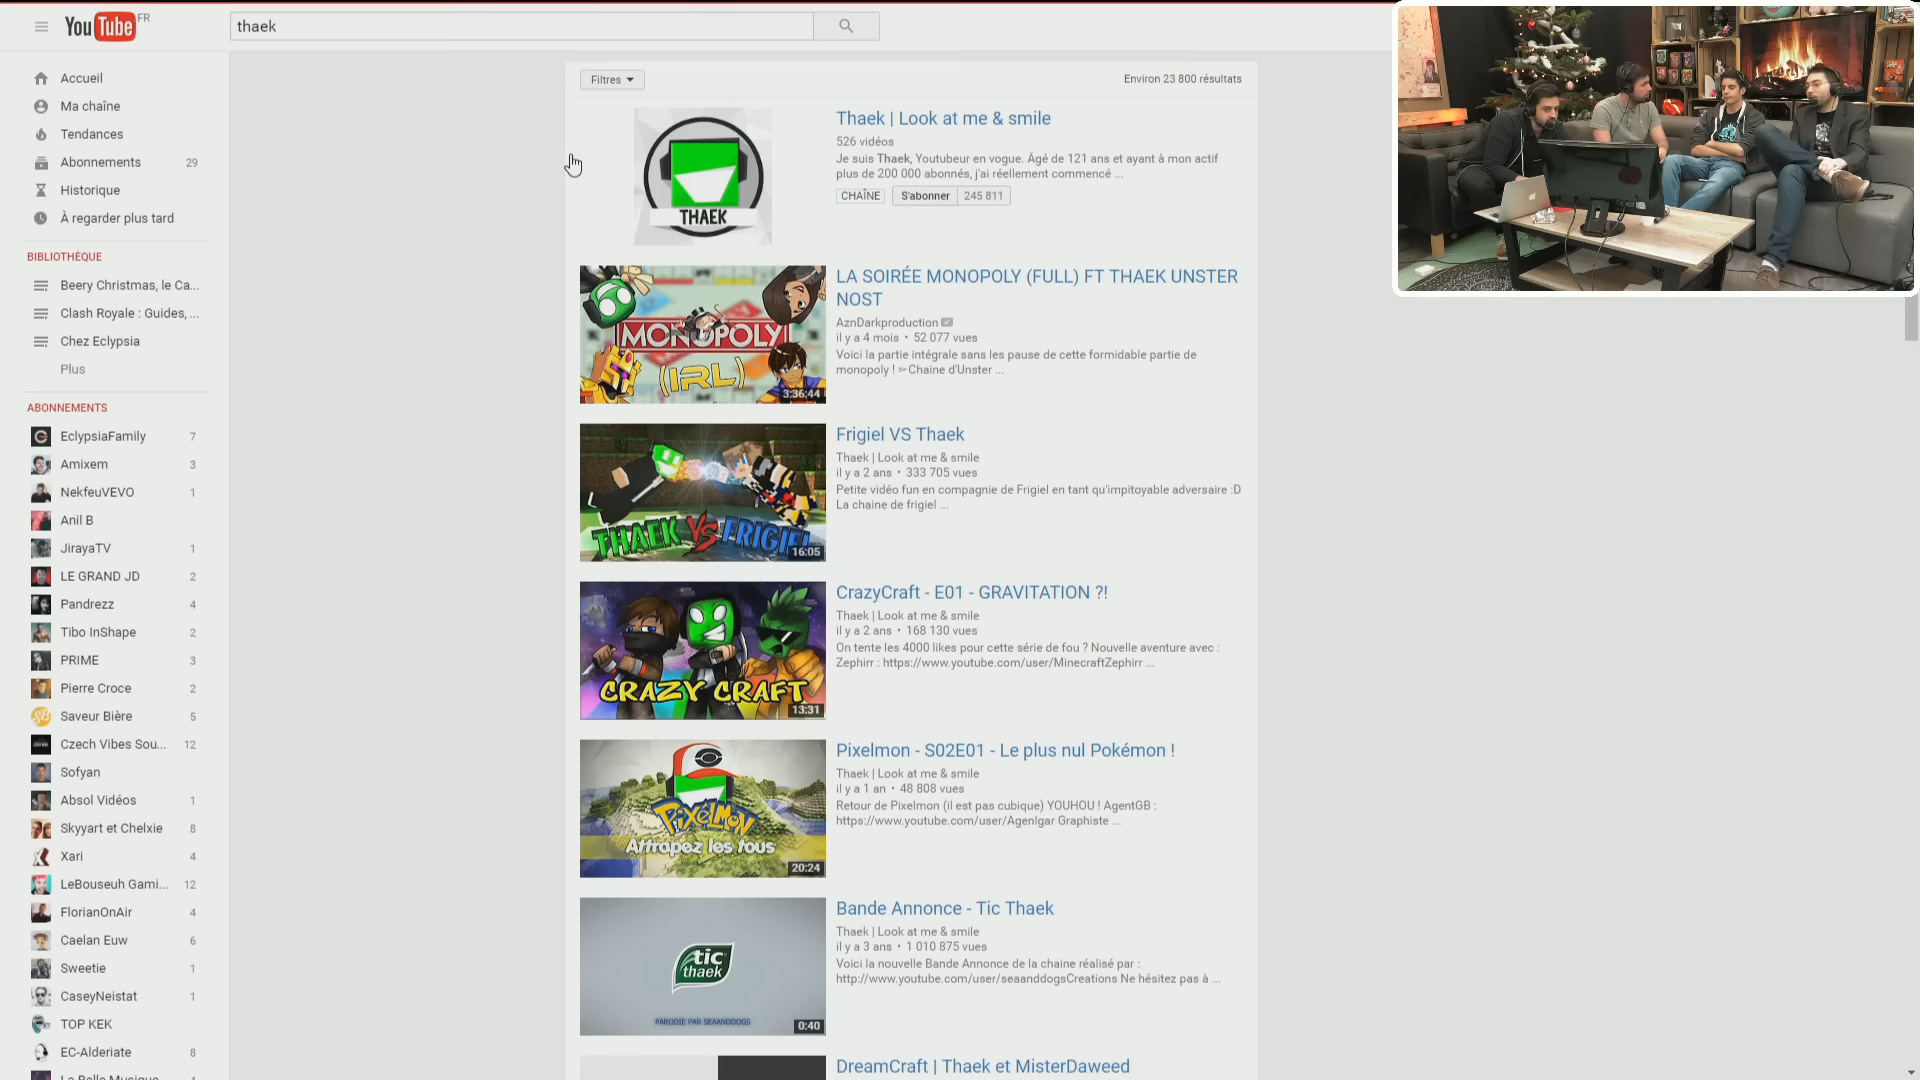 YouTube FR
thaek
Accueil
Ma chaîne
Tendances
Abonnements 29
Historique
À regarder plus tard
BIBLIOTHÈQUE
Beery Christmas, le Ca...
Clash Royale : Guides, ...
Chez Eclypsia
Plus
ABONNEMENTS
EclypsiaFamily 7
Amixem 3
NekfeuVEVO 1
Anil B
JirayaTV 1
LE GRAND JD 2
Pandrezz 4
Tibo InShape 2
PRIME 3
Pierre Croce 2
Saveur Bière 5
Czech Vibes Sou... 12
Sofyan
Absol Vidéos 1
Skyyart et Chelxie 8
Xari 4
LeBouseuh Gami... 12
FlorianOnAir 4
Caelan Euw 6
Sweetie 1
CaseyNeistat 1
TOP KEK
EC-Alderiate 8
La Belle Musique
Filtres
Environ 23 800 résultats
THAEK
Thaek | Look at me & smile
526 vidéos
Je suis Thaek, Youtubeur en vogue. Âgé de 121 ans et ayant à mon actif
plus de 200 000 abonnés, j'ai réellement commencé ...
CHAÎNE S'abonner 245 811
MONOPOLY
(IRL)
3:36:44
LA SOIRÉE MONOPOLY (FULL) FT THAEK UNSTER
NOST
AznDarkproduction
il y a 4 mois • 52 077 vues
Voici la partie intégrale sans les pause de cette formidable partie de
monopoly ! ➳Chaine d'Unster ...
THAEK VS FRIGIEL
16:05
Frigiel VS Thaek
Thaek | Look at me & smile
il y a 2 ans • 333 705 vues
Petite vidéo fun en compagnie de Frigiel en tant qu'impitoyable adversaire :D
La chaine de frigiel ...
CRAZY CRAFT
13:31
CrazyCraft - E01 - GRAVITATION ?!
Thaek | Look at me & smile
il y a 2 ans • 168 130 vues
On tente les 4000 likes pour cette série de fou ? Nouvelle aventure avec :
Zephirr : https://www.youtube.com/user/MinecraftZephirr ...
PIXELMON
Attrapez les tous
20:24
Pixelmon - S02E01 - Le plus nul Pokémon !
Thaek | Look at me & smile
il y a 1 an • 48 808 vues
Retour de Pixelmon (il est pas cubique) YOUHOU ! AgentGB :
https://www.youtube.com/user/AgenIgar Graphiste ...
tic
thaek
PARODIE PAR SEAANDDOGS
0:40
Bande Annonce - Tic Thaek
Thaek | Look at me & smile
il y a 3 ans • 1 010 875 vues
Voici la nouvelle Bande Annonce de la chaine réalisé par :
http://www.youtube.com/user/seaanddogsCreations Ne hésitez pas à ...
DreamCraft | Thaek et MisterDaweed